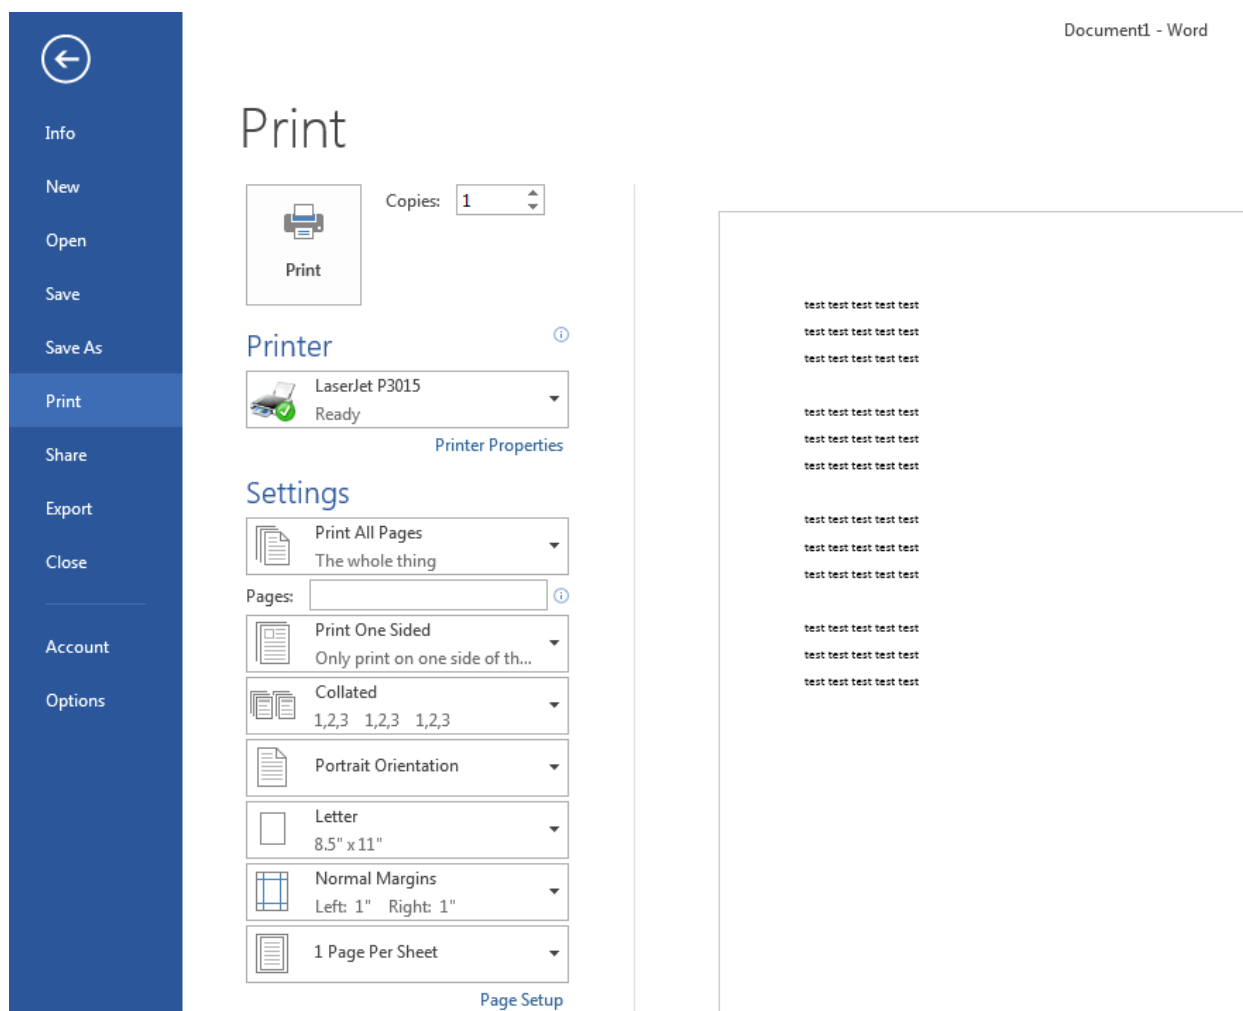 Document1 - Word
Info
New
Open
Save
Save As
Print
Share
Export
Close
Account
Options
Print
Print
Copies: 1
Printer
LaserJet P3015
Ready
Printer Properties
Settings
Print All Pages
The whole thing
Pages:
Print One Sided
Only print on one side of th...
Collated
1,2,3 1,2,3 1,2,3
Portrait Orientation
Letter
8.5" x 11"
Normal Margins
Left: 1" Right: 1"
1 Page Per Sheet
Page Setup
test test test test test
test test test test test
test test test test test
test test test test test
test test test test test
test test test test test
test test test test test
test test test test test
test test test test test
test test test test test
test test test test test
test test test test test